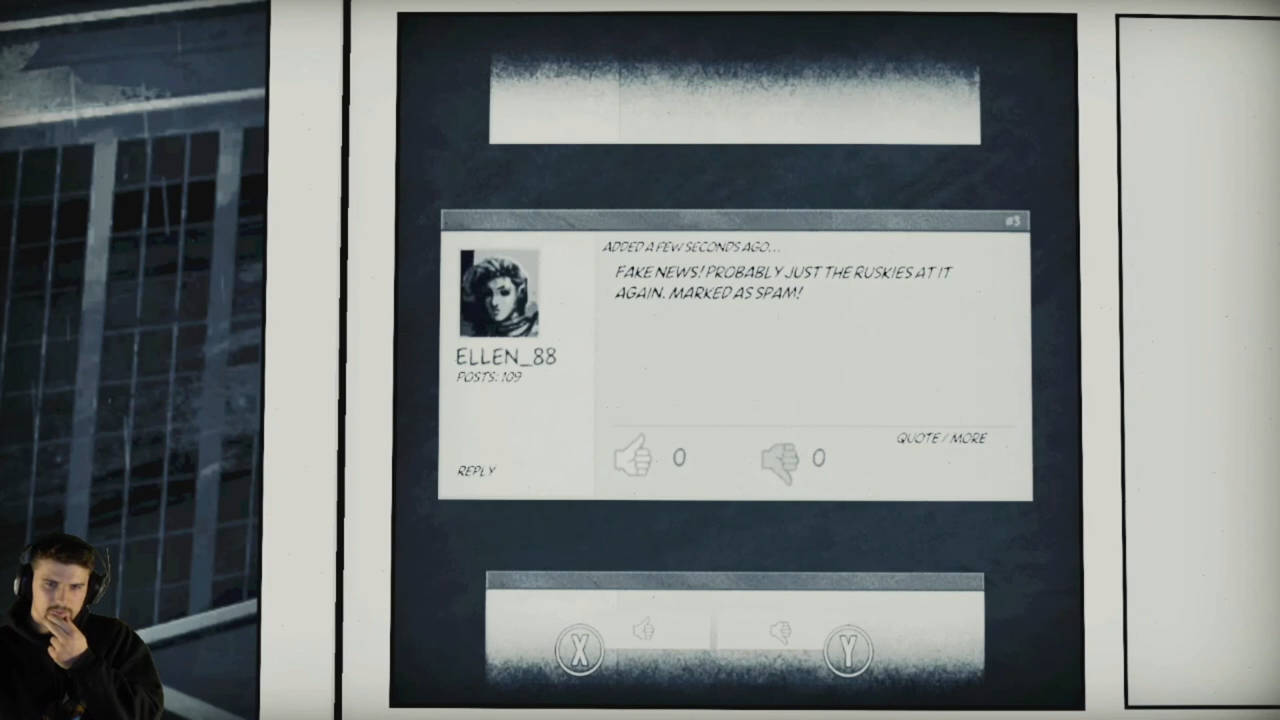 #3
ADDED A FEW SECONDS AGO...
FAKE NEWS! PROBABLY JUST THE RUSKIES AT IT
AGAIN. MARKED AS SPAM!
ELLEN_88
POSTS: 109
QUOTE / MORE
0
0
REPLY
X
Y